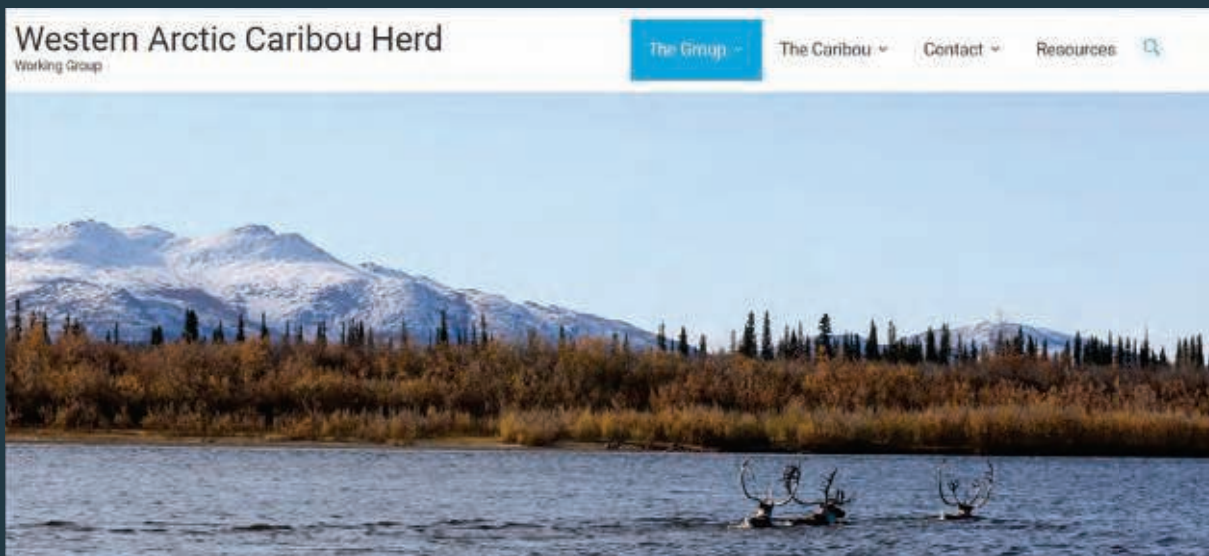 Western Arctic Caribou Herd
Working Group
The Group
The Caribou
Contact
Resources